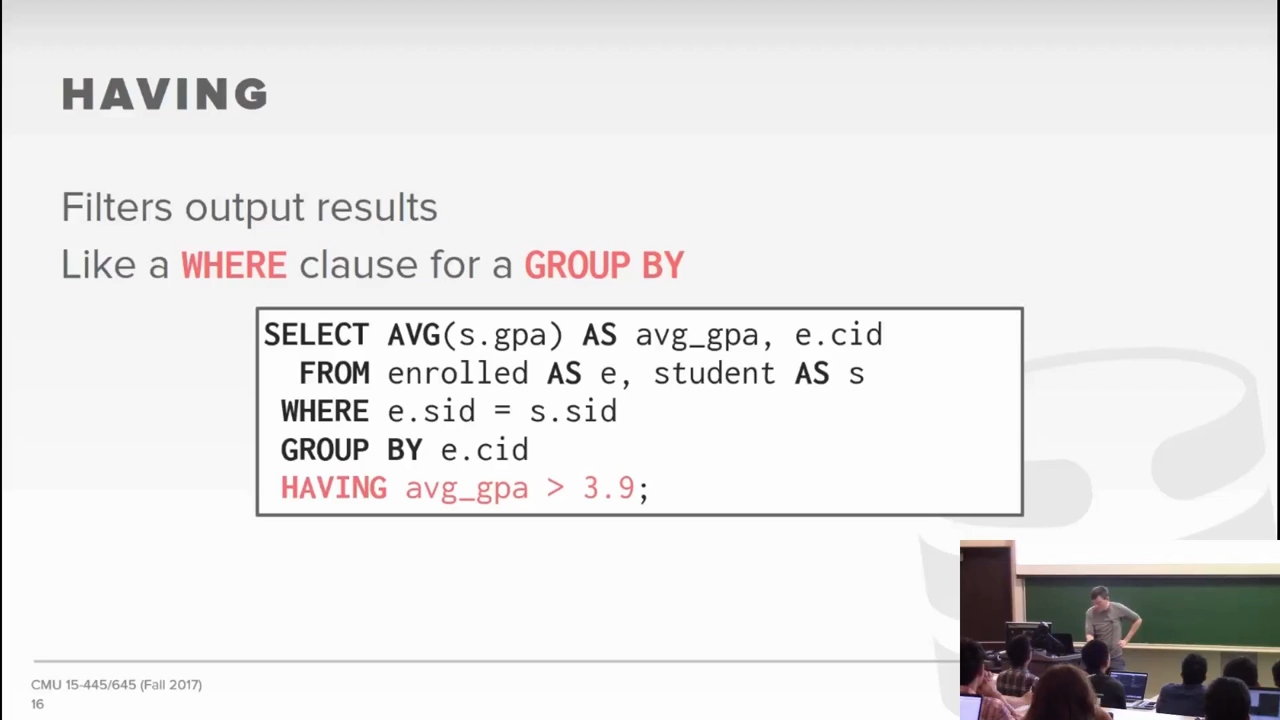 HAVING
Filters output results
Like a WHERE clause for a GROUP BY
SELECT AVG(s.gpa) AS avg_gpa, e.cid
FROM enrolled AS e, student AS s
WHERE e.sid = s.sid
GROUP BY e.cid
HAVING avg_gpa > 3.9;
CMU 15-445/645 (Fall 2017)
16